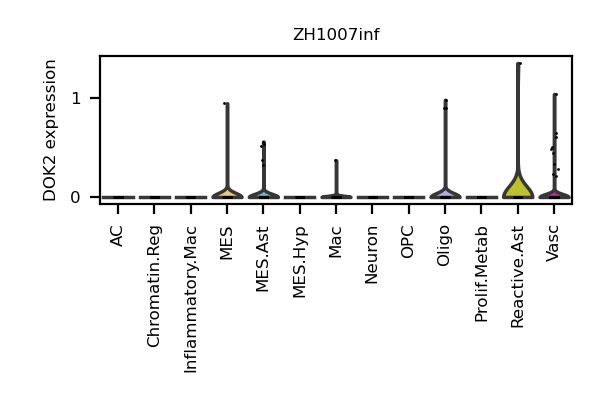 ZH1007inf
DOK2 expression
1
0
AC
Chromatin.Reg
Inflammatory.Mac
MES
MES.Ast
MES.Hyp
Mac
Neuron
OPC
Oligo
Prolif.Metab
Reactive.Ast
Vasc